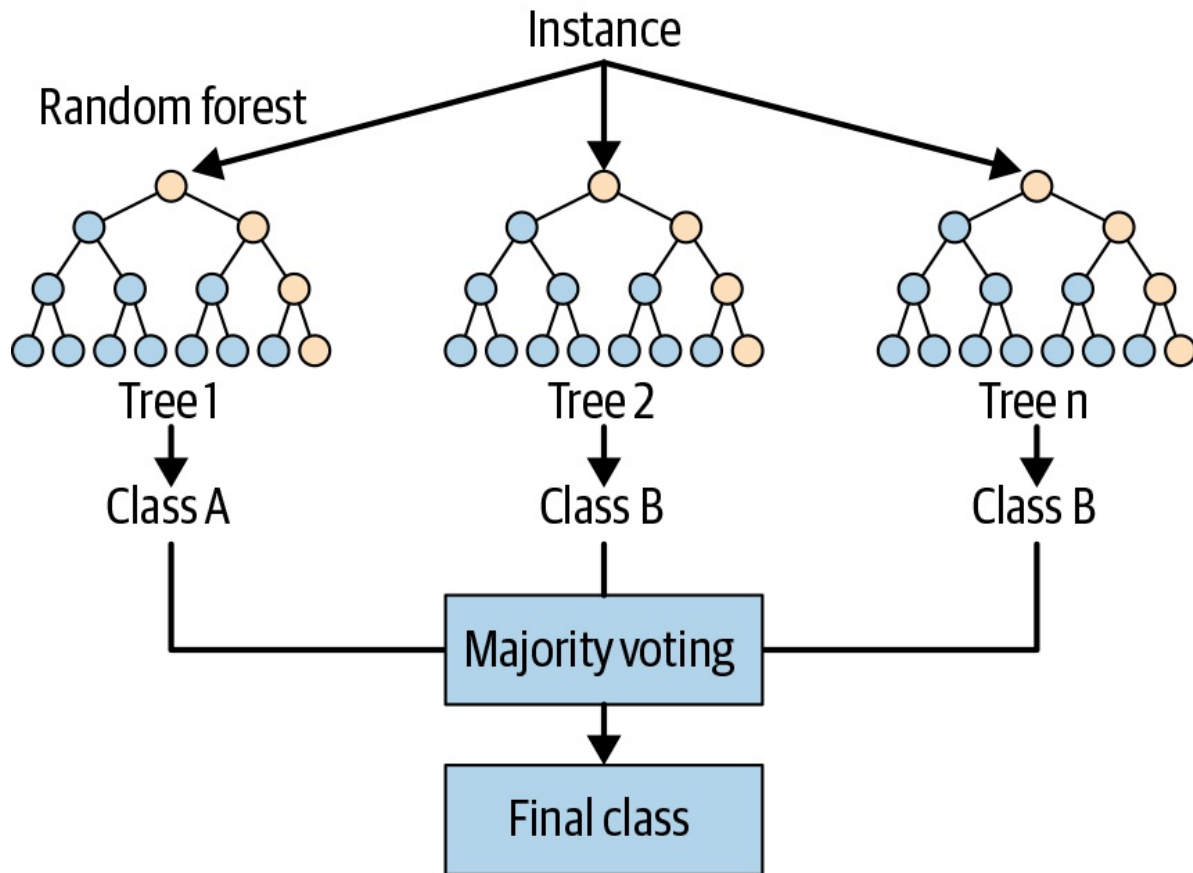 Instance
Random forest
Tree 1
Tree 2
Tree n
Class A
Class B
Class B
Majority voting
Final class